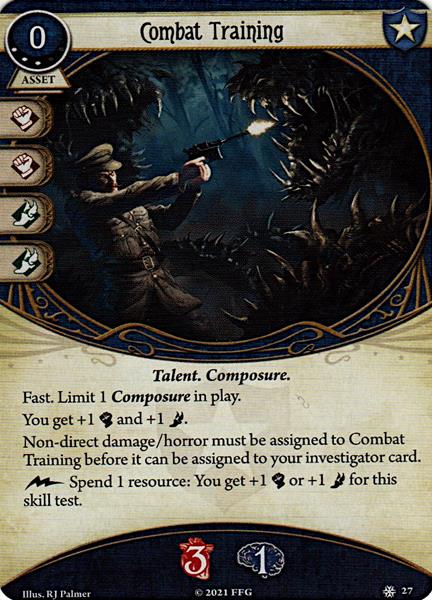 0
Combat Training
ASSET
Talent. Composure.
Fast. Limit 1 Composure in play.
You get +1 and +1 .
Non-direct damage/horror must be assigned to Combat
Training before it can be assigned to your investigator card.
Spend 1 resource: You get +1 or +1 for this
skill test.
3 1
Illus. RJ Palmer © 2021 FFG 27